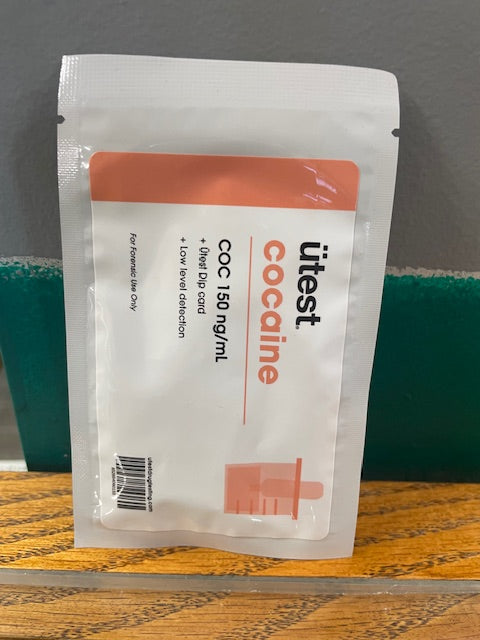 ütest.
cocaine
COC 150 ng/mL
+ Ütest Dip card
+ Low level detection
For Forensic Use Only
utestdrugtesting.com